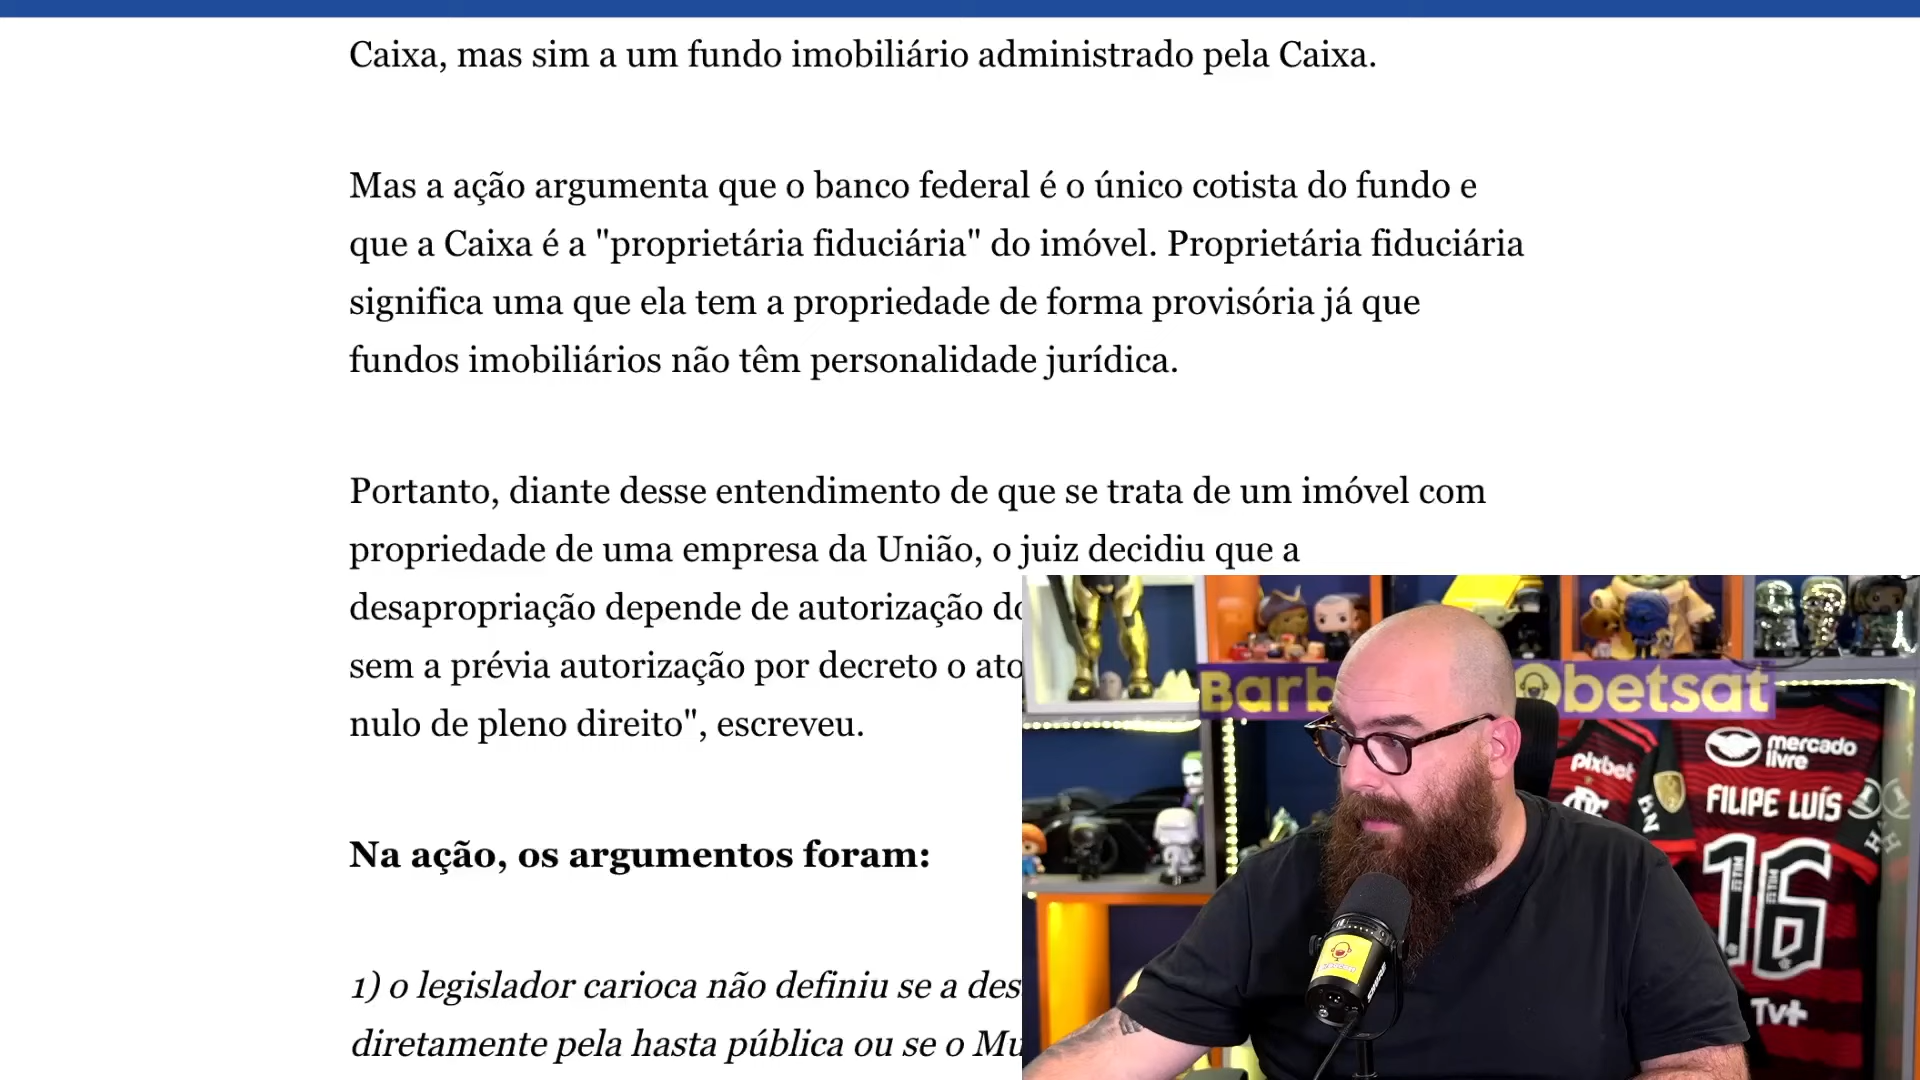 Caixa, mas sim a um fundo imobiliário administrado pela Caixa.
Mas a ação argumenta que o banco federal é o único cotista do fundo e
que a Caixa é a "proprietária fiduciária" do imóvel. Proprietária fiduciária
significa uma que ela tem a propriedade de forma provisória já que
fundos imobiliários não têm personalidade jurídica.
Portanto, diante desse entendimento de que se trata de um imóvel com
propriedade de uma empresa da União, o juiz decidiu que a
desapropriação depende de autorização do
sem a prévia autorização por decreto o ato
nulo de pleno direito", escreveu.
Na ação, os argumentos foram:
1) o legislador carioca não definiu se a des
diretamente pela hasta pública ou se o Mu
Barb
betsat
mercado
livre
pixbet
FILIPE LUÍS
16
Tv+
SHURE